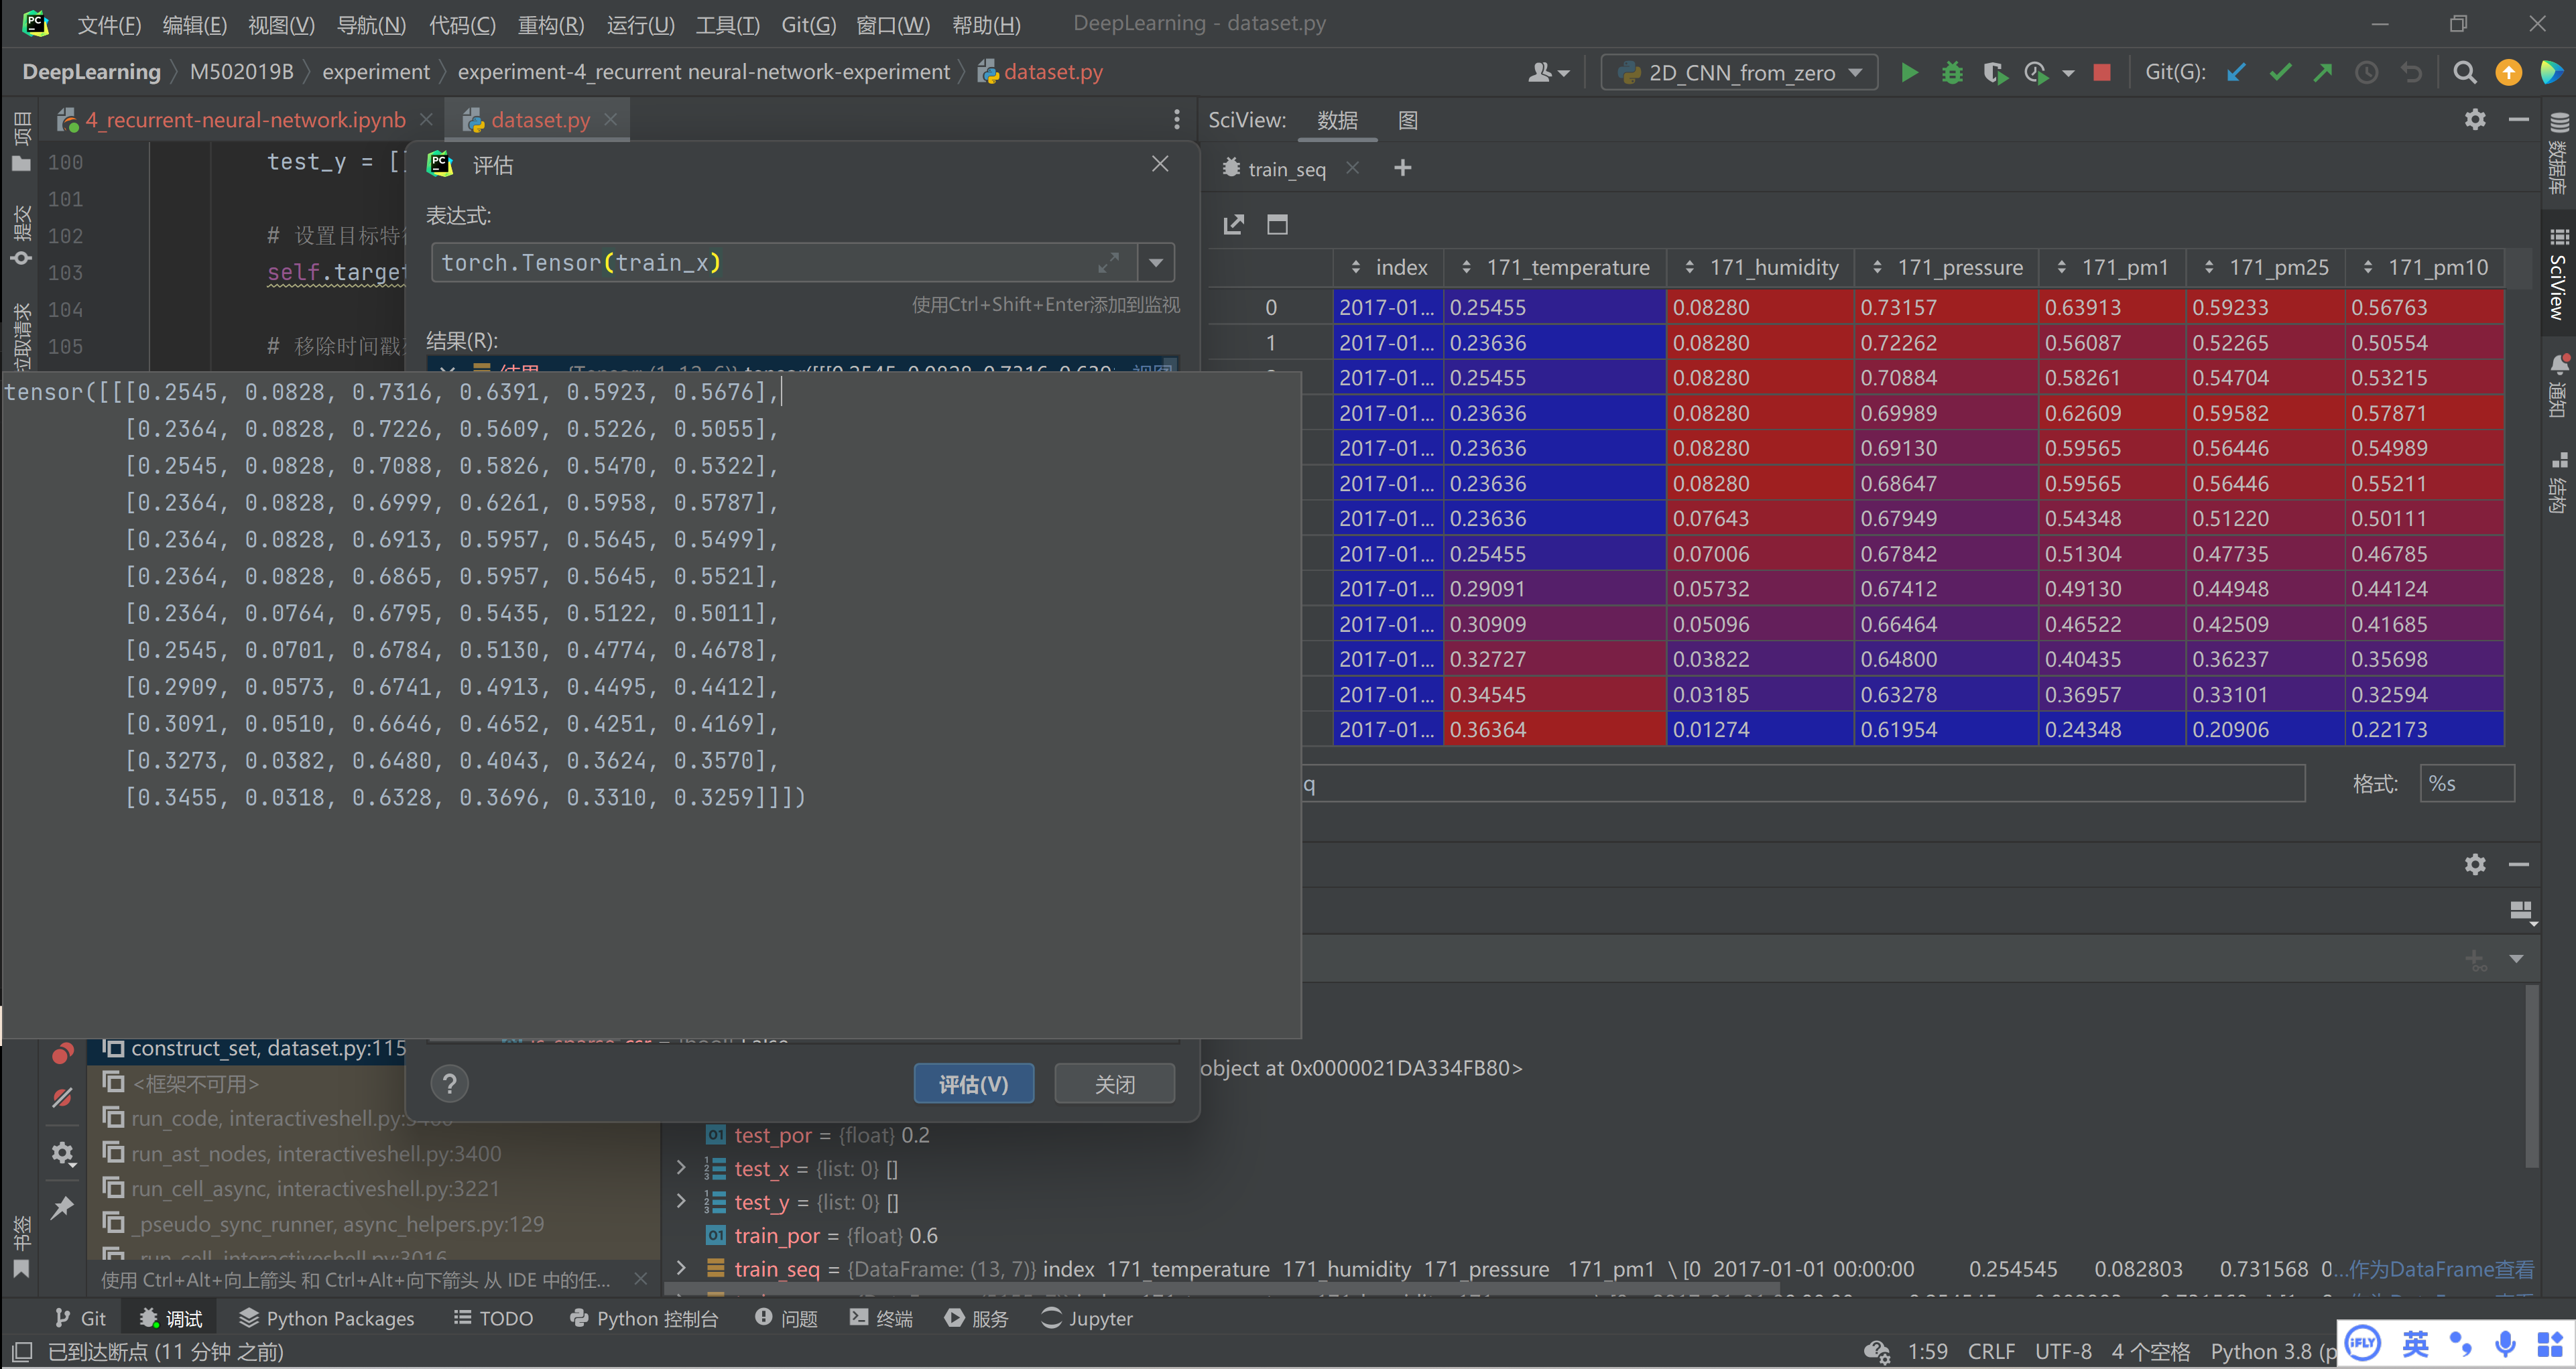 文件(F) 编辑(E) 视图(V) 导航(N) 代码(C) 重构(R) 运行(U) 工具(T) Git(G) 窗口(W) 帮助(H) DeepLearning - dataset.py
DeepLearning M502019B experiment experiment-4_recurrent neural-network-experiment dataset.py 2D_CNN_from_zero Git(G):
4_recurrent-neural-network.ipynb dataset.py
SciView: 数据 图
项目
提交
拉取请求
书签
100 test_y = []
101
102 # 设置目标特
103 self.target
104
105 # 移除时间戳
评估
表达式:
torch.Tensor(train_x)
使用Ctrl+Shift+Enter添加到监视
结果(R):
tensor([[[0.2545, 0.0828, 0.7316, 0.6391, 0.5923, 0.5676],
[0.2364, 0.0828, 0.7226, 0.5609, 0.5226, 0.5055],
[0.2545, 0.0828, 0.7088, 0.5826, 0.5470, 0.5322],
[0.2364, 0.0828, 0.6999, 0.6261, 0.5958, 0.5787],
[0.2364, 0.0828, 0.6913, 0.5957, 0.5645, 0.5499],
[0.2364, 0.0828, 0.6865, 0.5957, 0.5645, 0.5521],
[0.2364, 0.0764, 0.6795, 0.5435, 0.5122, 0.5011],
[0.2545, 0.0701, 0.6784, 0.5130, 0.4774, 0.4678],
[0.2909, 0.0573, 0.6741, 0.4913, 0.4495, 0.4412],
[0.3091, 0.0510, 0.6646, 0.4652, 0.4251, 0.4169],
[0.3273, 0.0382, 0.6480, 0.4043, 0.3624, 0.3570],
[0.3455, 0.0318, 0.6328, 0.3696, 0.3310, 0.3259]]])
评估(V) 关闭
train_seq
index 171_temperature 171_humidity 171_pressure 171_pm1 171_pm25 171_pm10
0 2017-01... 0.25455 0.08280 0.73157 0.63913 0.59233 0.56763
1 2017-01... 0.23636 0.08280 0.72262 0.56087 0.52265 0.50554
2017-01... 0.25455 0.08280 0.70884 0.58261 0.54704 0.53215
2017-01... 0.23636 0.08280 0.69989 0.62609 0.59582 0.57871
2017-01... 0.23636 0.08280 0.69130 0.59565 0.56446 0.54989
2017-01... 0.23636 0.08280 0.68647 0.59565 0.56446 0.55211
2017-01... 0.23636 0.07643 0.67949 0.54348 0.51220 0.50111
2017-01... 0.25455 0.07006 0.67842 0.51304 0.47735 0.46785
2017-01... 0.29091 0.05732 0.67412 0.49130 0.44948 0.44124
2017-01... 0.30909 0.05096 0.66464 0.46522 0.42509 0.41685
2017-01... 0.32727 0.03822 0.64800 0.40435 0.36237 0.35698
2017-01... 0.34545 0.03185 0.63278 0.36957 0.33101 0.32594
2017-01... 0.36364 0.01274 0.61954 0.24348 0.20906 0.22173
q 格式: %s
数据库
SciView
通知
结构
construct_set, dataset.py:115
<框架不可用>
run_code, interactiveshell.py:
run_ast_nodes, interactiveshell.py:3400
run_cell_async, interactiveshell.py:3221
_pseudo_sync_runner, async_helpers.py:129
_run_cell, interactiveshell.py:3016
使用 Ctrl+Alt+向上箭头 和 Ctrl+Alt+向下箭头 从 IDE 中的任...
object at 0x0000021DA334FB80>
test_por = {float} 0.2
test_x = {list: 0} []
test_y = {list: 0} []
train_por = {float} 0.6
train_seq = {DataFrame: (13, 7)} index 171_temperature 171_humidity 171_pressure 171_pm1 \ [0 2017-01-01 00:00:00 0.254545 0.082803 0.731568 0...作为DataFrame查看
Git 调试 Python Packages TODO Python 控制台 问题 终端 服务 Jupyter
已到达断点 (11 分钟 之前) 1:59 CRLF UTF-8 4 个空格 Python 3.8 (p
iFLY 英